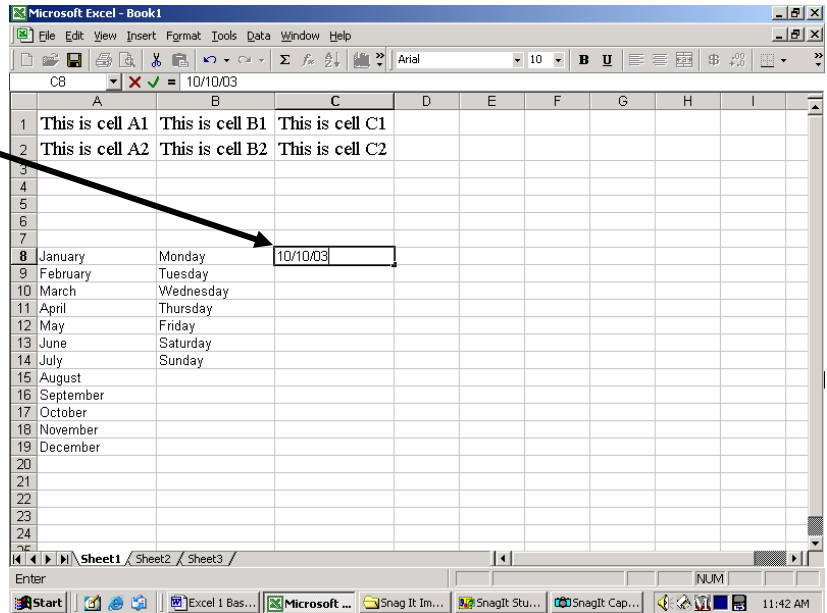 Microsoft Excel - Book1
File Edit View Insert Format Tools Data Window Help
Arial 10 B U $ .00
C8 = 10/10/03
A B C D E F G H I
1 This is cell A1 This is cell B1 This is cell C1
2 This is cell A2 This is cell B2 This is cell C2
3
4
5
6
7
8 January Monday 10/10/03
9 February Tuesday
10 March Wednesday
11 April Thursday
12 May Friday
13 June Saturday
14 July Sunday
15 August
16 September
17 October
18 November
19 December
20
21
22
23
24
25
Sheet1 Sheet2 Sheet3
Enter NUM
Start Excel 1 Bas... Microsoft ... Snag It Im... SnagIt Stu... SnagIt Cap... 11:42 AM